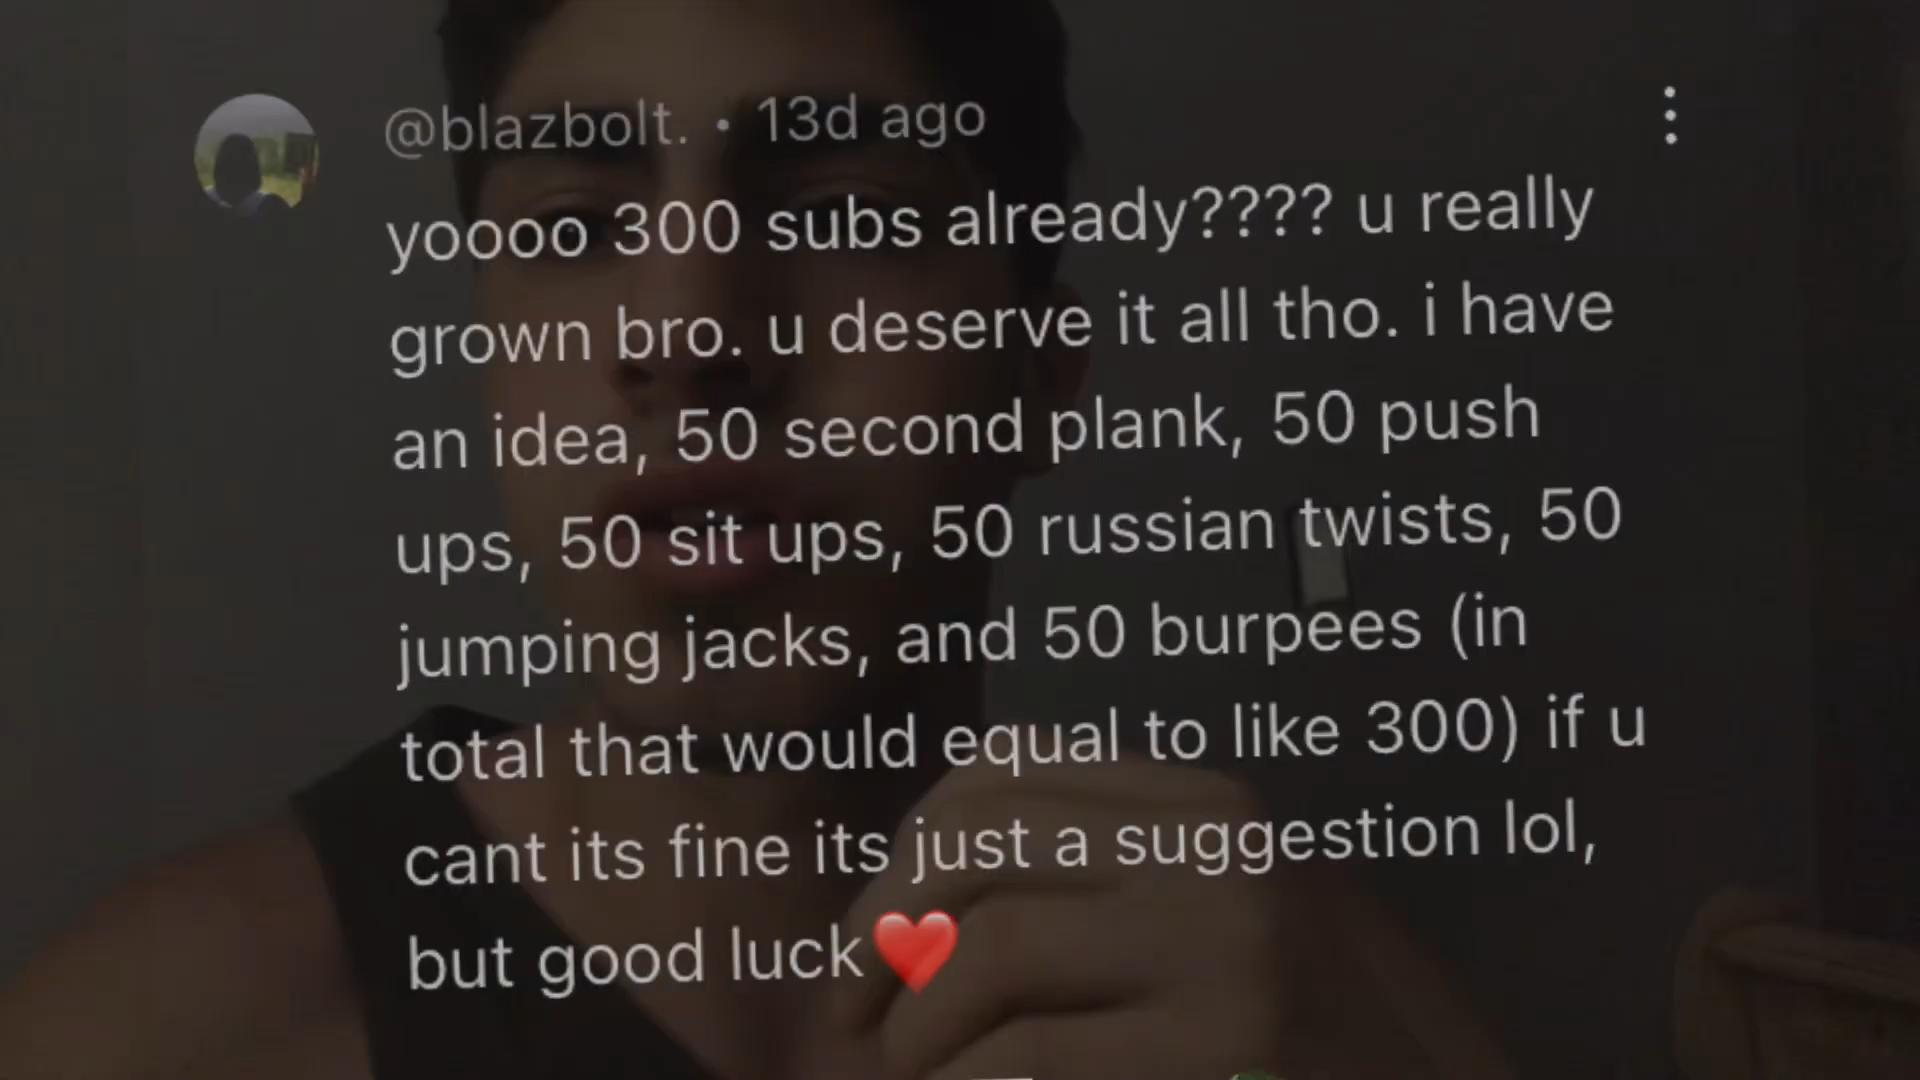 @blazbolt. • 13d ago
yoooo 300 subs already???? u really
grown bro. u deserve it all tho. i have
an idea, 50 second plank, 50 push
ups, 50 sit ups, 50 russian twists, 50
jumping jacks, and 50 burpees (in
total that would equal to like 300) if u
cant its fine its just a suggestion lol,
but good luck❤️